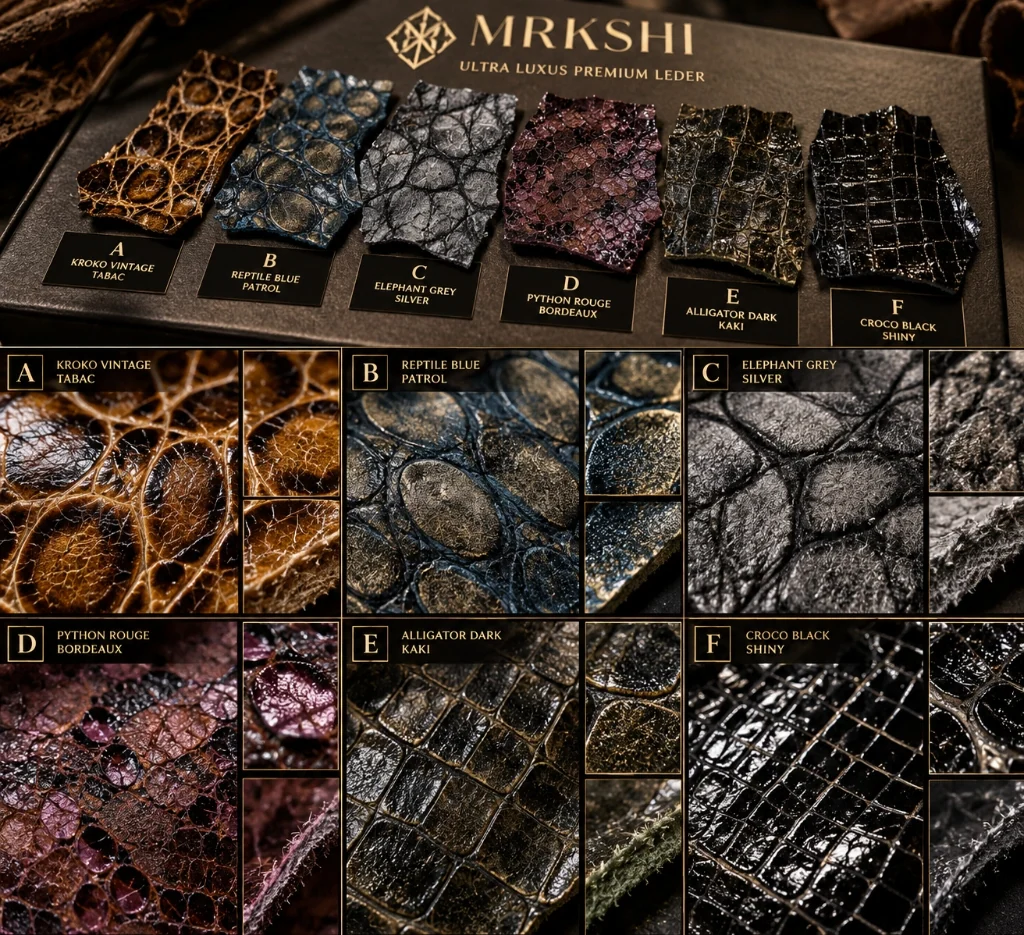 MRKSHI
ULTRA LUXUS PREMIUM LEDER
A
KROKO VINTAGE
TABAC
B
REPTILE BLUE
PATROL
C
ELEPHANT GREY
SILVER
D
PYTHON ROUGE
BORDEAUX
E
ALLIGATOR DARK
KAKI
F
CROCO BLACK
SHINY
A
KROKO VINTAGE
TABAC
B
REPTILE BLUE
PATROL
C
ELEPHANT GREY
SILVER
D
PYTHON ROUGE
BORDEAUX
E
ALLIGATOR DARK
KAKI
F
CROCO BLACK
SHINY